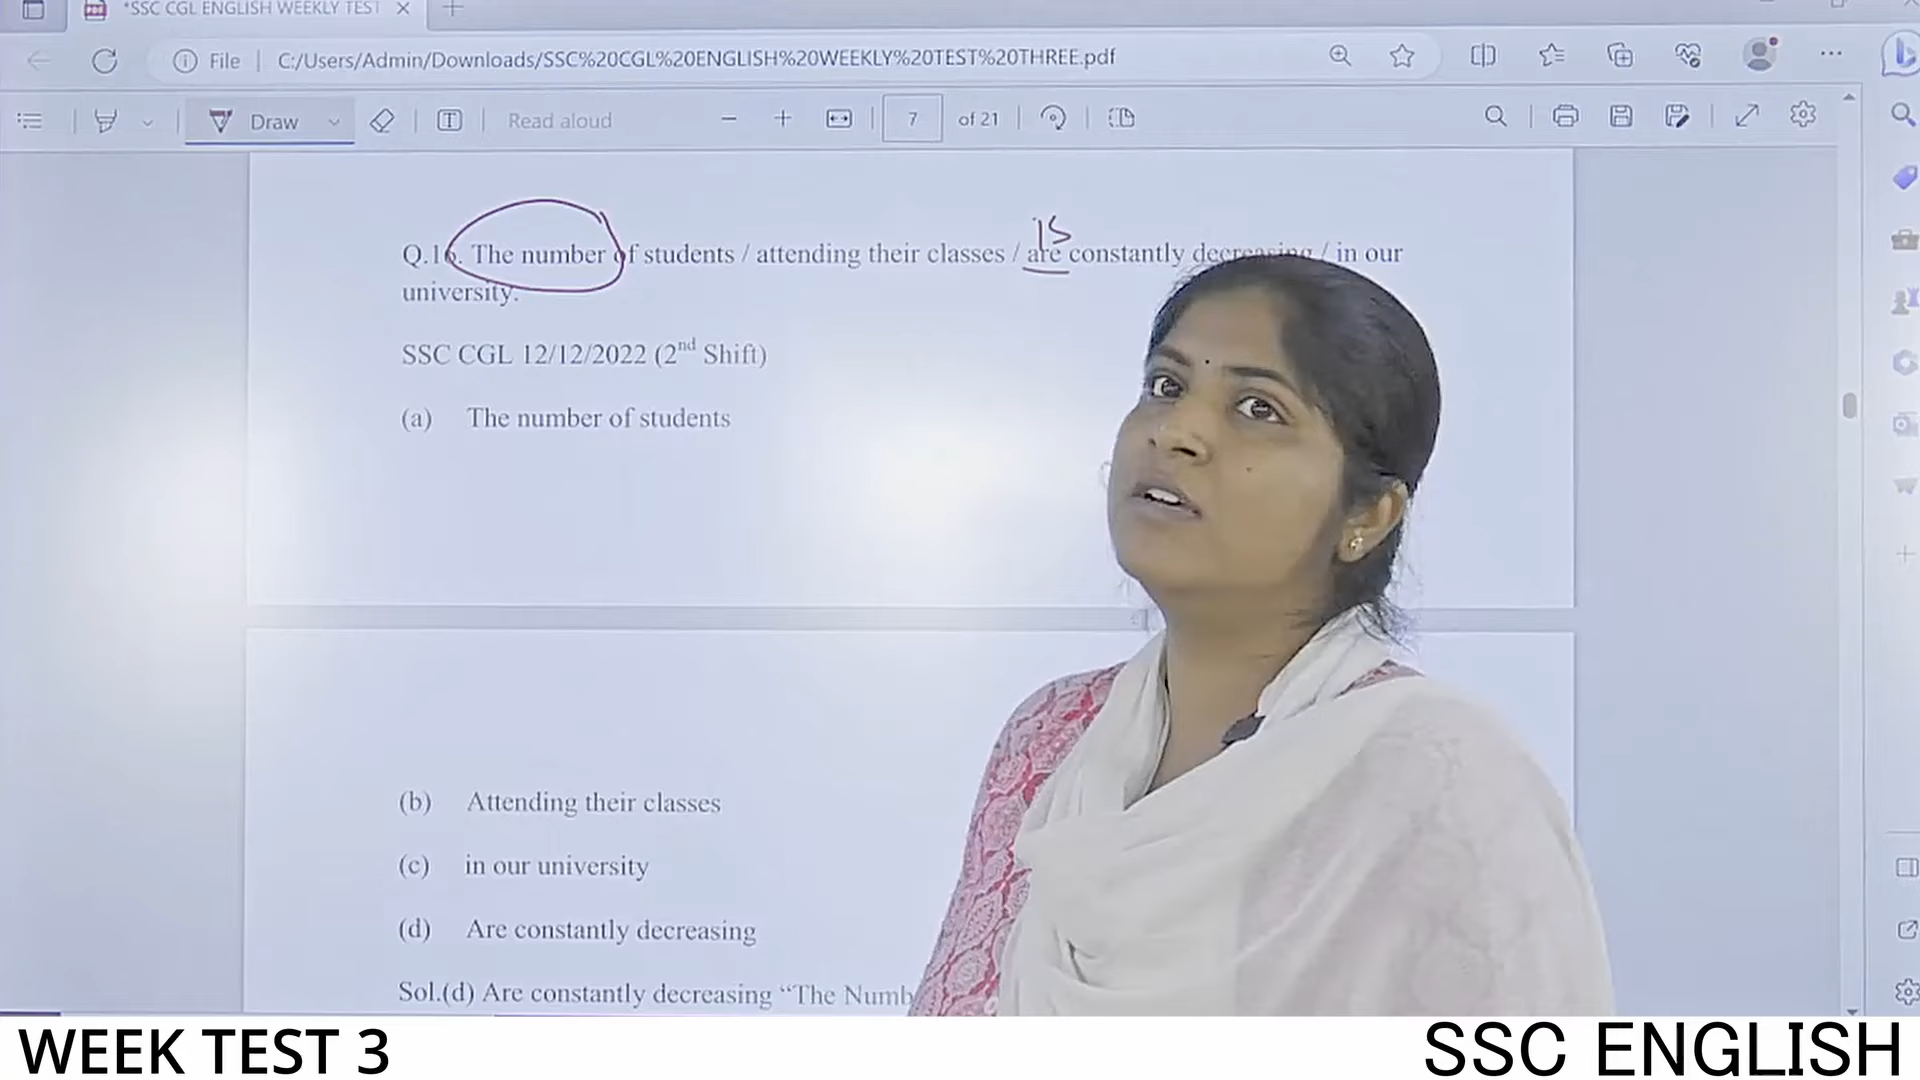 *SSC CGL ENGLISH WEEKLY TEST
File C:/Users/Admin/Downloads/SSC%20CGL%20ENGLISH%20WEEKLY%20TEST%20THREE.pdf
Draw Read aloud 7 of 21
is
Q.16. The number of students / attending their classes / are constantly decreasing / in our
university.
SSC CGL 12/12/2022 (2nd Shift)
(a) The number of students
(b) Attending their classes
(c) in our university
(d) Are constantly decreasing
Sol.(d) Are constantly decreasing “The Numb
WEEK TEST 3
SSC ENGLISH